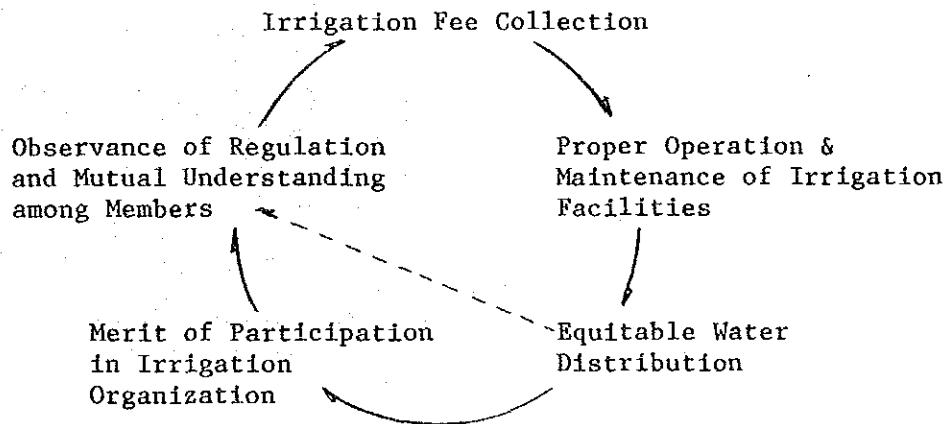 Irrigation Fee Collection
Observance of Regulation
and Mutual Understanding
among Members
Proper Operation &
Maintenance of Irrigation
Facilities
Merit of Participation
in Irrigation
Organization
Equitable Water
Distribution